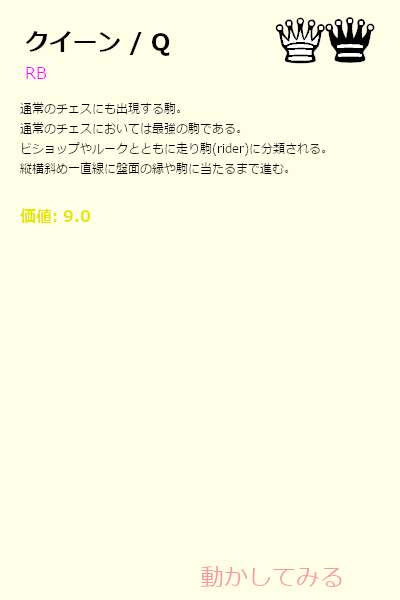 クイーン / Q
RB
通常のチェスにも出現する駒。
通常のチェスにおいては最強の駒である。
ビショップやルークとともに走り駒(rider)に分類される。
縦横斜め一直線に盤面の縁や駒に当たるまで進む。
価値: 9.0
動かしてみる